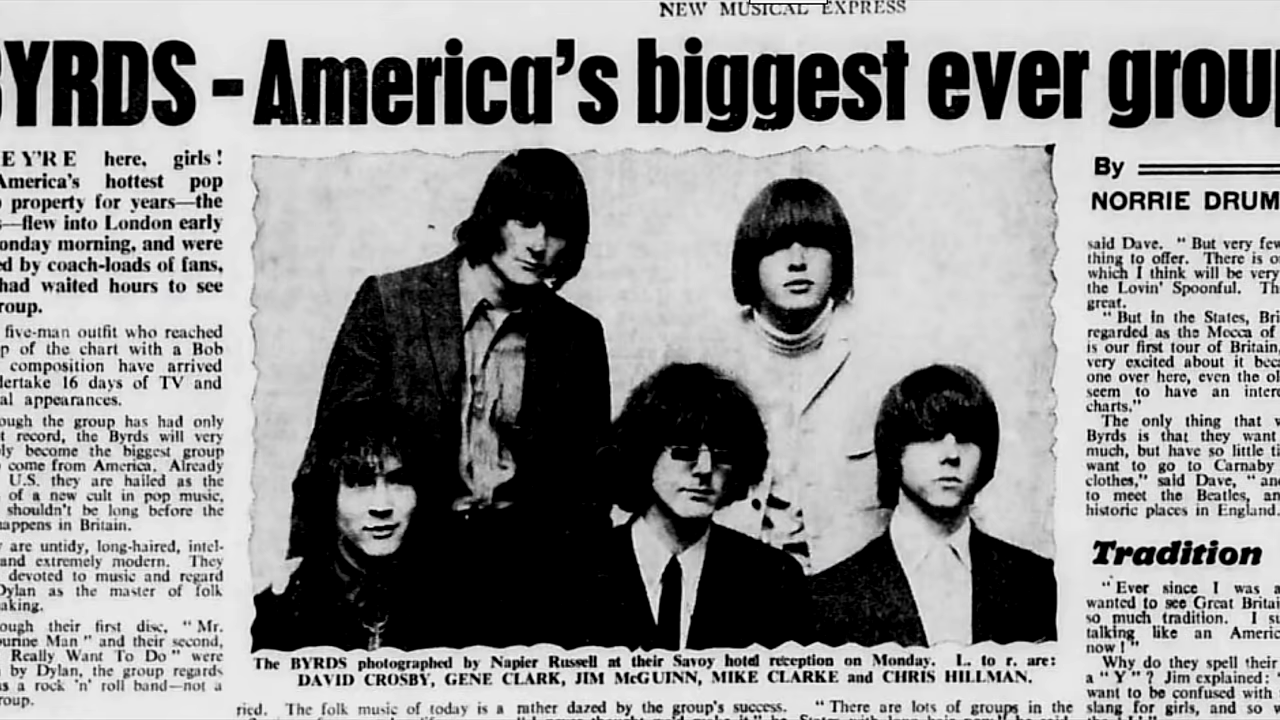 NEW MUSICAL EXPRESS
BYRDS - America's biggest ever group
EY'RE here, girls!
America's hottest pop
property for years—the
s—flew into London early
onday morning, and were
ed by coach-loads of fans,
had waited hours to see
roup.
five-man outfit who reached
p of the chart with a Bob
composition have arrived
dertake 16 days of TV and
al appearances.
ough the group has had only
t record, the Byrds will very
ly become the biggest group
come from America. Already
U.S. they are hailed as the
of a new cult in pop music,
shouldn't be long before the
happens in Britain.
y are untidy, long-haired, intel-
and extremely modern. They
devoted to music and regard
Dylan as the master of folk
aking.
ough their first disc, "Mr.
ourine Man" and their second,
Really Want To Do" were
by Dylan, the group regards
s a rock 'n' roll band—not a
roup.
The BYRDS photographed by Napier Russell at their Savoy hotel reception on Monday. L. to r. are:
DAVID CROSBY, GENE CLARK, JIM McGUINN, MIKE CLARKE and CHRIS HILLMAN.
ried. The folk music of today is a
rather dazed by the group's success.
"There are lots of groups in the
By
NORRIE DRUM
said Dave. "But very few
thing to offer. There is o
which I think will be very
the Lovin' Spoonful. Th
great.
"But in the States, Bri
regarded as the Mecca of
is our first tour of Britain,
very excited about it beca
one over here, even the ol
seem to have an intere
charts."
The only thing that w
Byrds is that they want
much, but have so little ti
want to go to Carnaby
clothes," said Dave, "an
to meet the Beatles, an
historic places in England.
Tradition
"Ever since I was a
wanted to see Great Britai
so much tradition. I su
talking like an Americ
now!"
Why do they spell their
a "Y"? Jim explained: "
want to be confused with
slang for girls, and so w